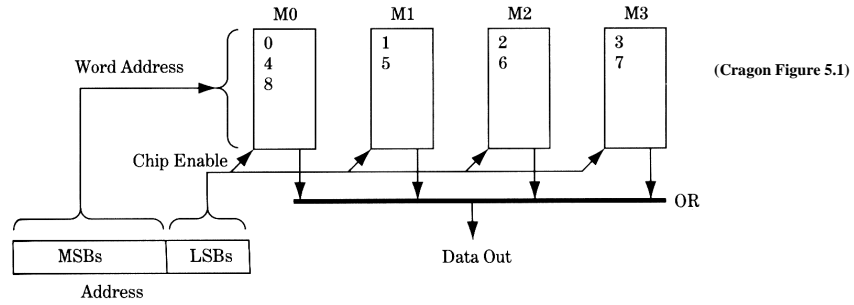 M0 M1 M2 M3
0 1 2 3
4 5 6 7
8
Word Address
(Cragon Figure 5.1)
Chip Enable
OR
MSBs LSBs
Data Out
Address